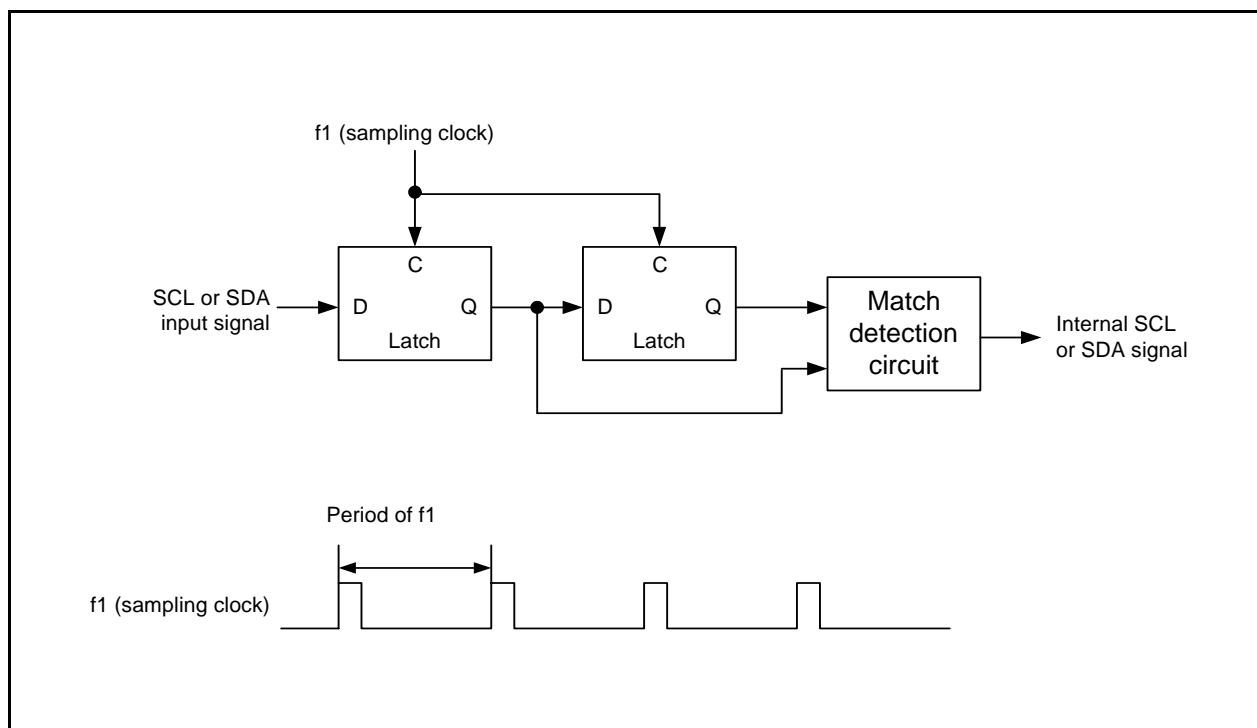 f1 (sampling clock)
C
C
SCL or SDA
input signal
D
Q
D
Q
Latch
Latch
Match
detection
circuit
Internal SCL
or SDA signal
Period of f1
f1 (sampling clock)